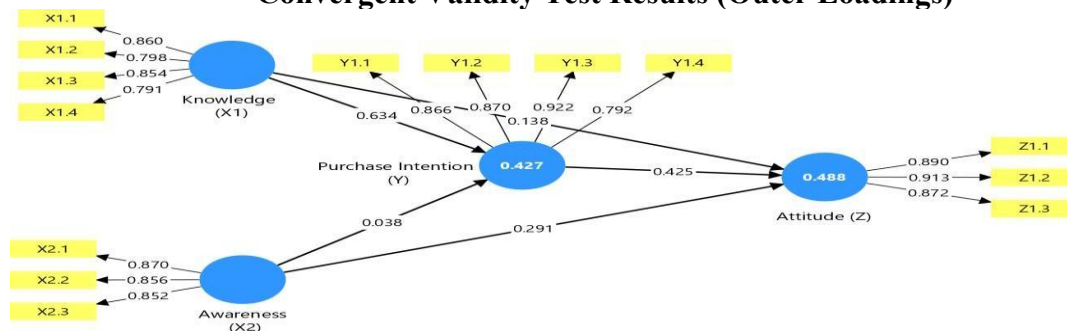 Convergent Validity Test Results (Outer Loadings)
X1.1
X1.2
X1.3
X1.4
0.860
0.798
0.854
0.791
Knowledge
(X1)
Y1.1
Y1.2
Y1.3
Y1.4
0.866
0.870
0.922
0.792
0.634
0.138
Purchase Intention
(Y)
0.427
0.425
0.488
Attitude (Z)
0.890
0.913
0.872
Z1.1
Z1.2
Z1.3
0.038
0.291
X2.1
X2.2
X2.3
0.870
0.856
0.852
Awareness
(X2)